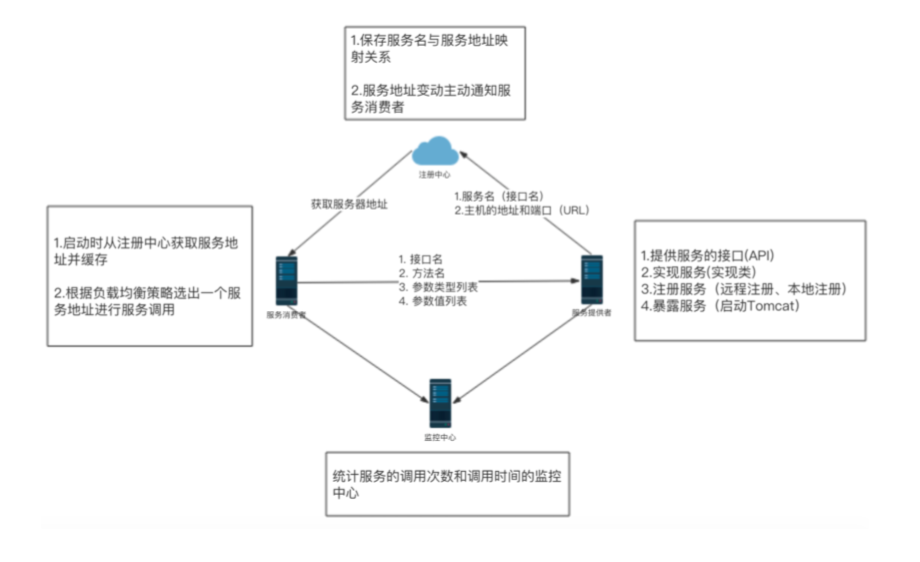 1.保存服务名与服务地址映
射关系
2.服务地址变动主动通知服
务消费者
注册中心
获取服务器地址
1.服务名（接口名）
2.主机的地址和端口（URL）
1.启动时从注册中心获取服务地
址并缓存
2.根据负载均衡策略选出一个服
务地址进行服务调用
1. 接口名
2. 方法名
3. 参数类型列表
4. 参数值列表
1.提供服务的接口(API)
2.实现服务(实现类)
3.注册服务（远程注册、本地注册）
4.暴露服务（启动Tomcat）
服务消费者
服务提供者
监控中心
统计服务的调用次数和调用时间的监控
中心